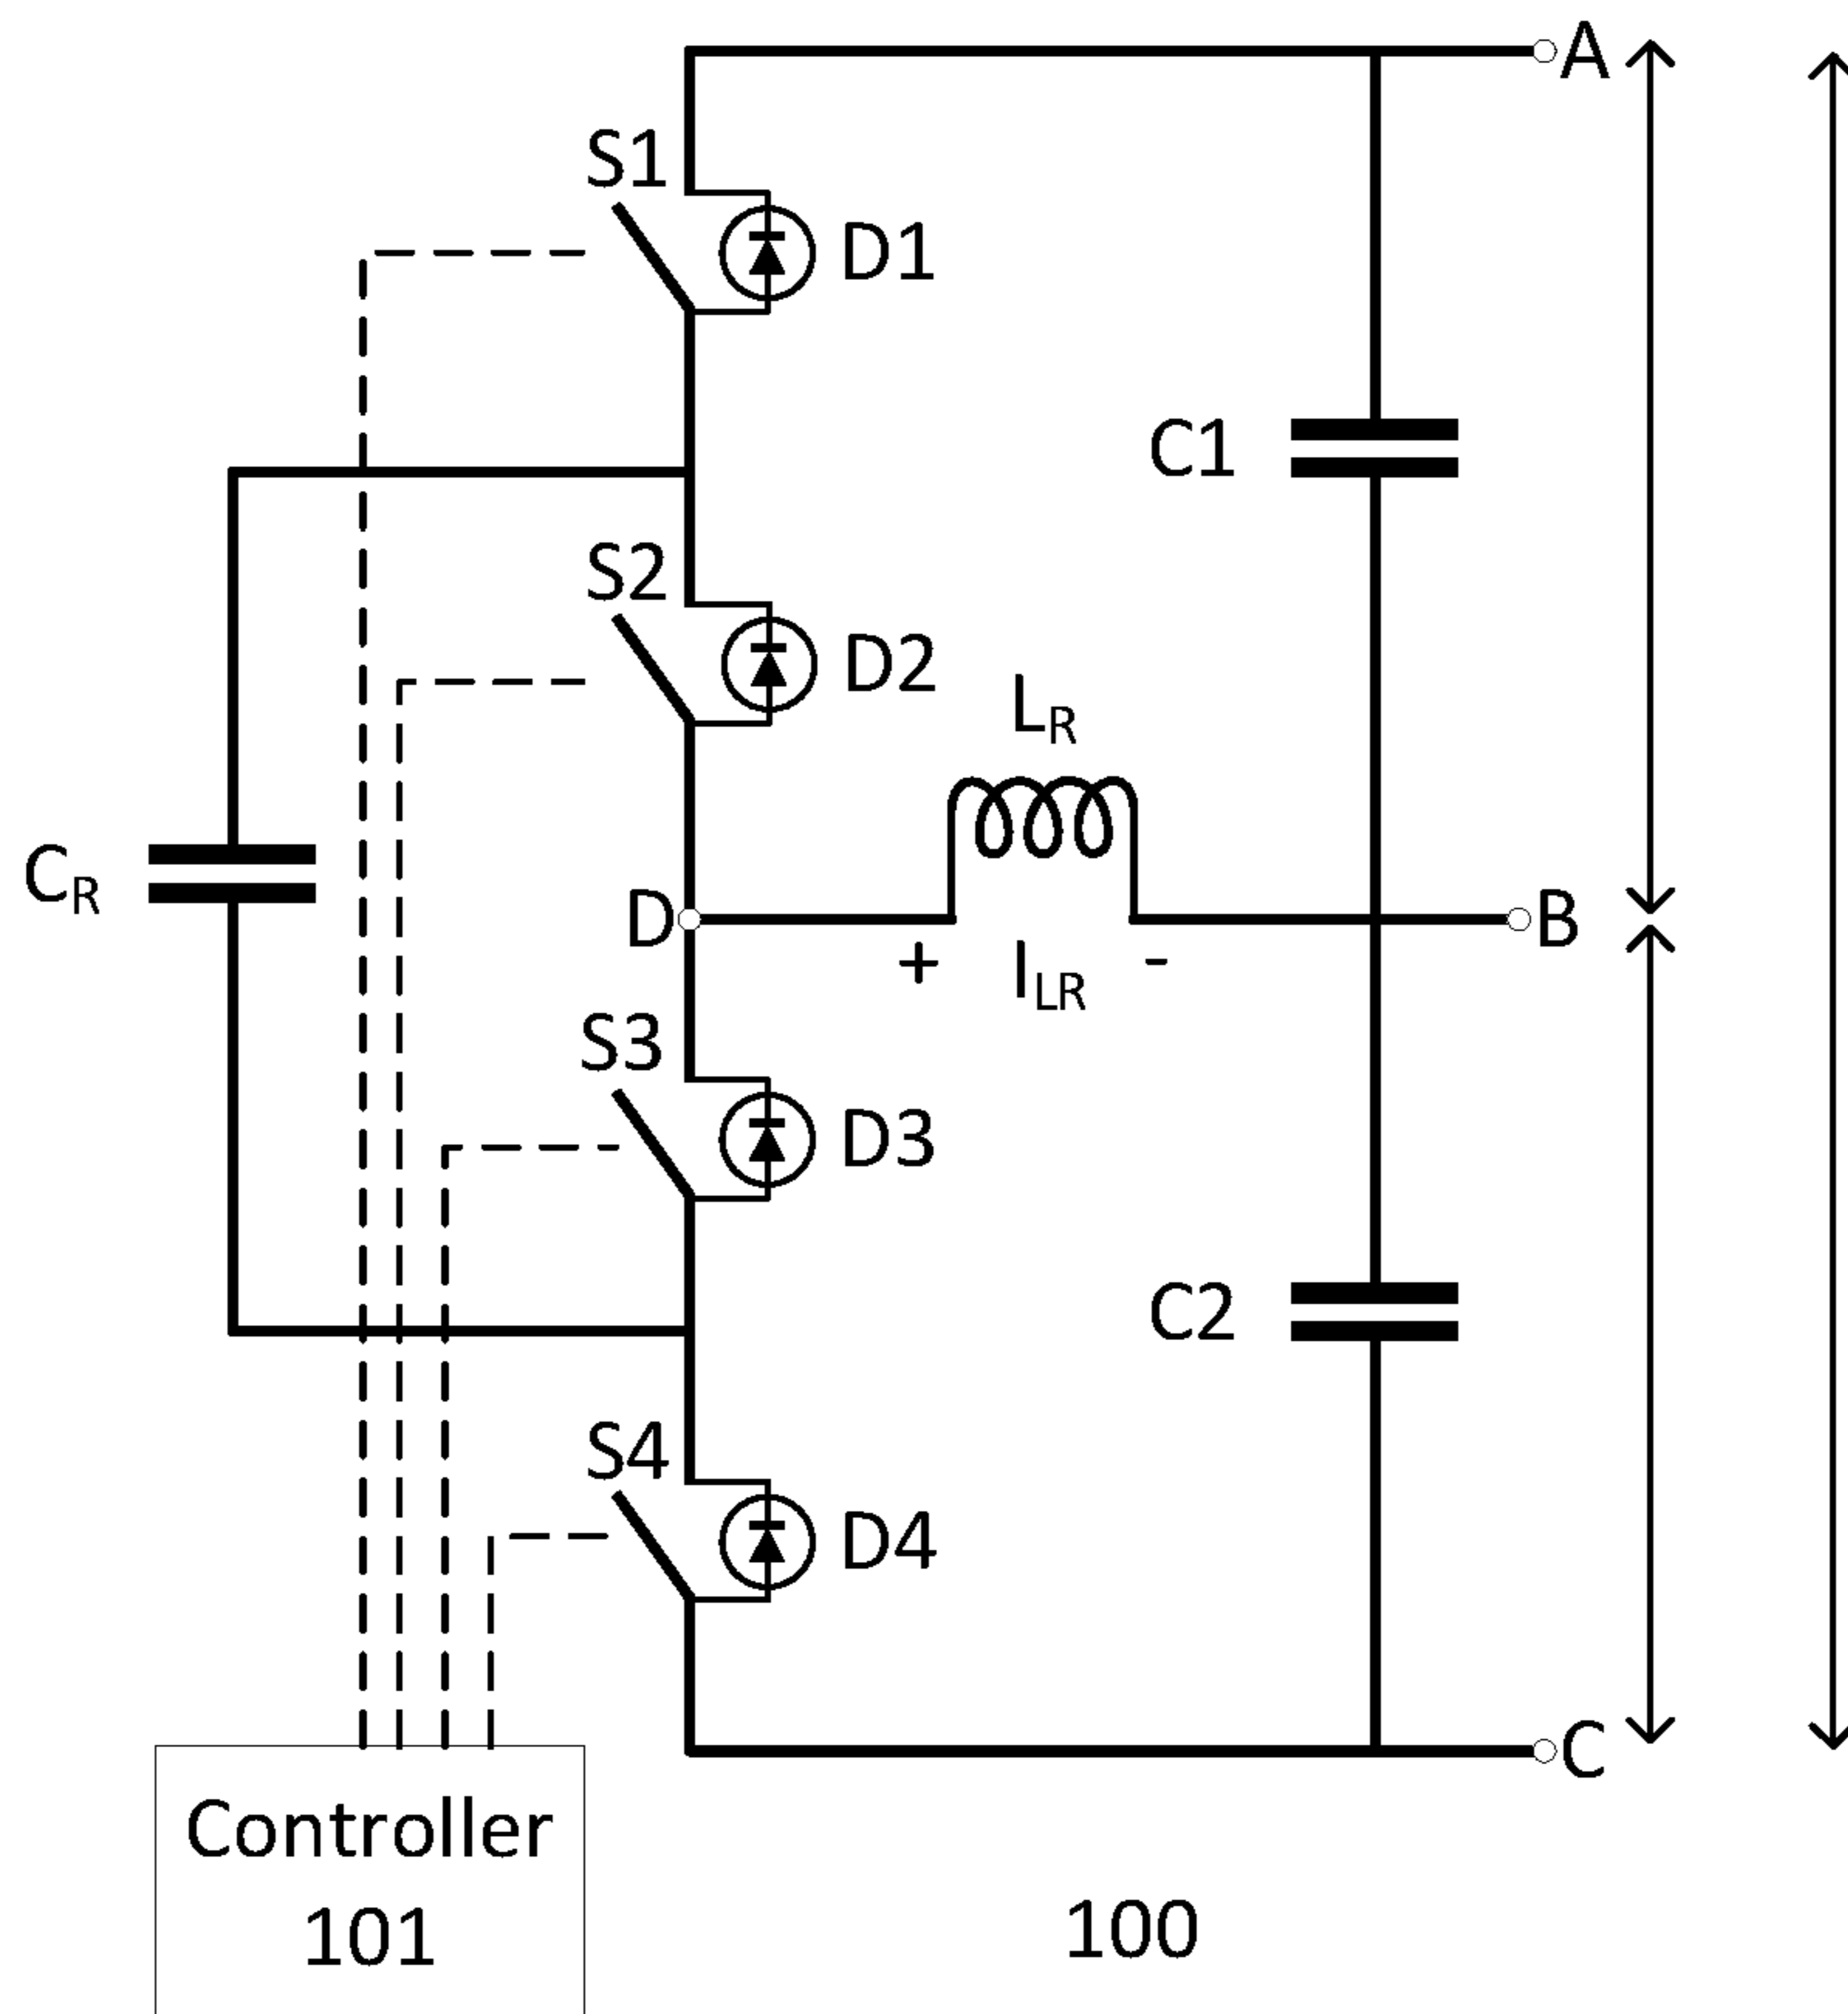 A
S1
D1
C1
S2
D2
LR
CR
D
B
+ ILR -
S3
D3
C2
S4
D4
C
Controller
101
100